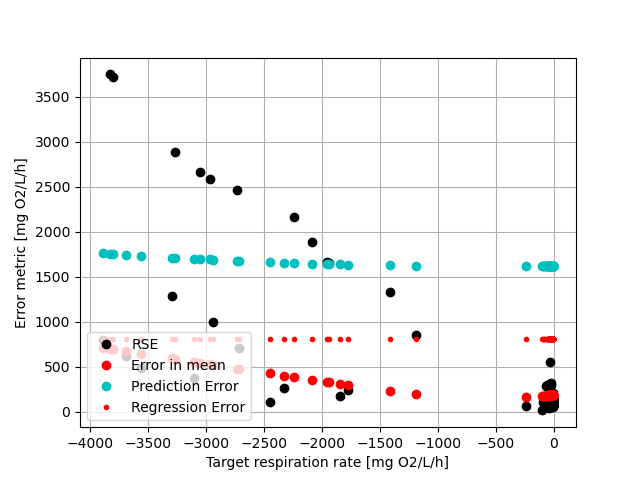 3500
3000
2500
2000
1500
1000
500
0
Error metric [mg O2/L/h]
RSE
Error in mean
Prediction Error
Regression Error
−4000 −3500 −3000 −2500 −2000 −1500 −1000 −500 0
Target respiration rate [mg O2/L/h]